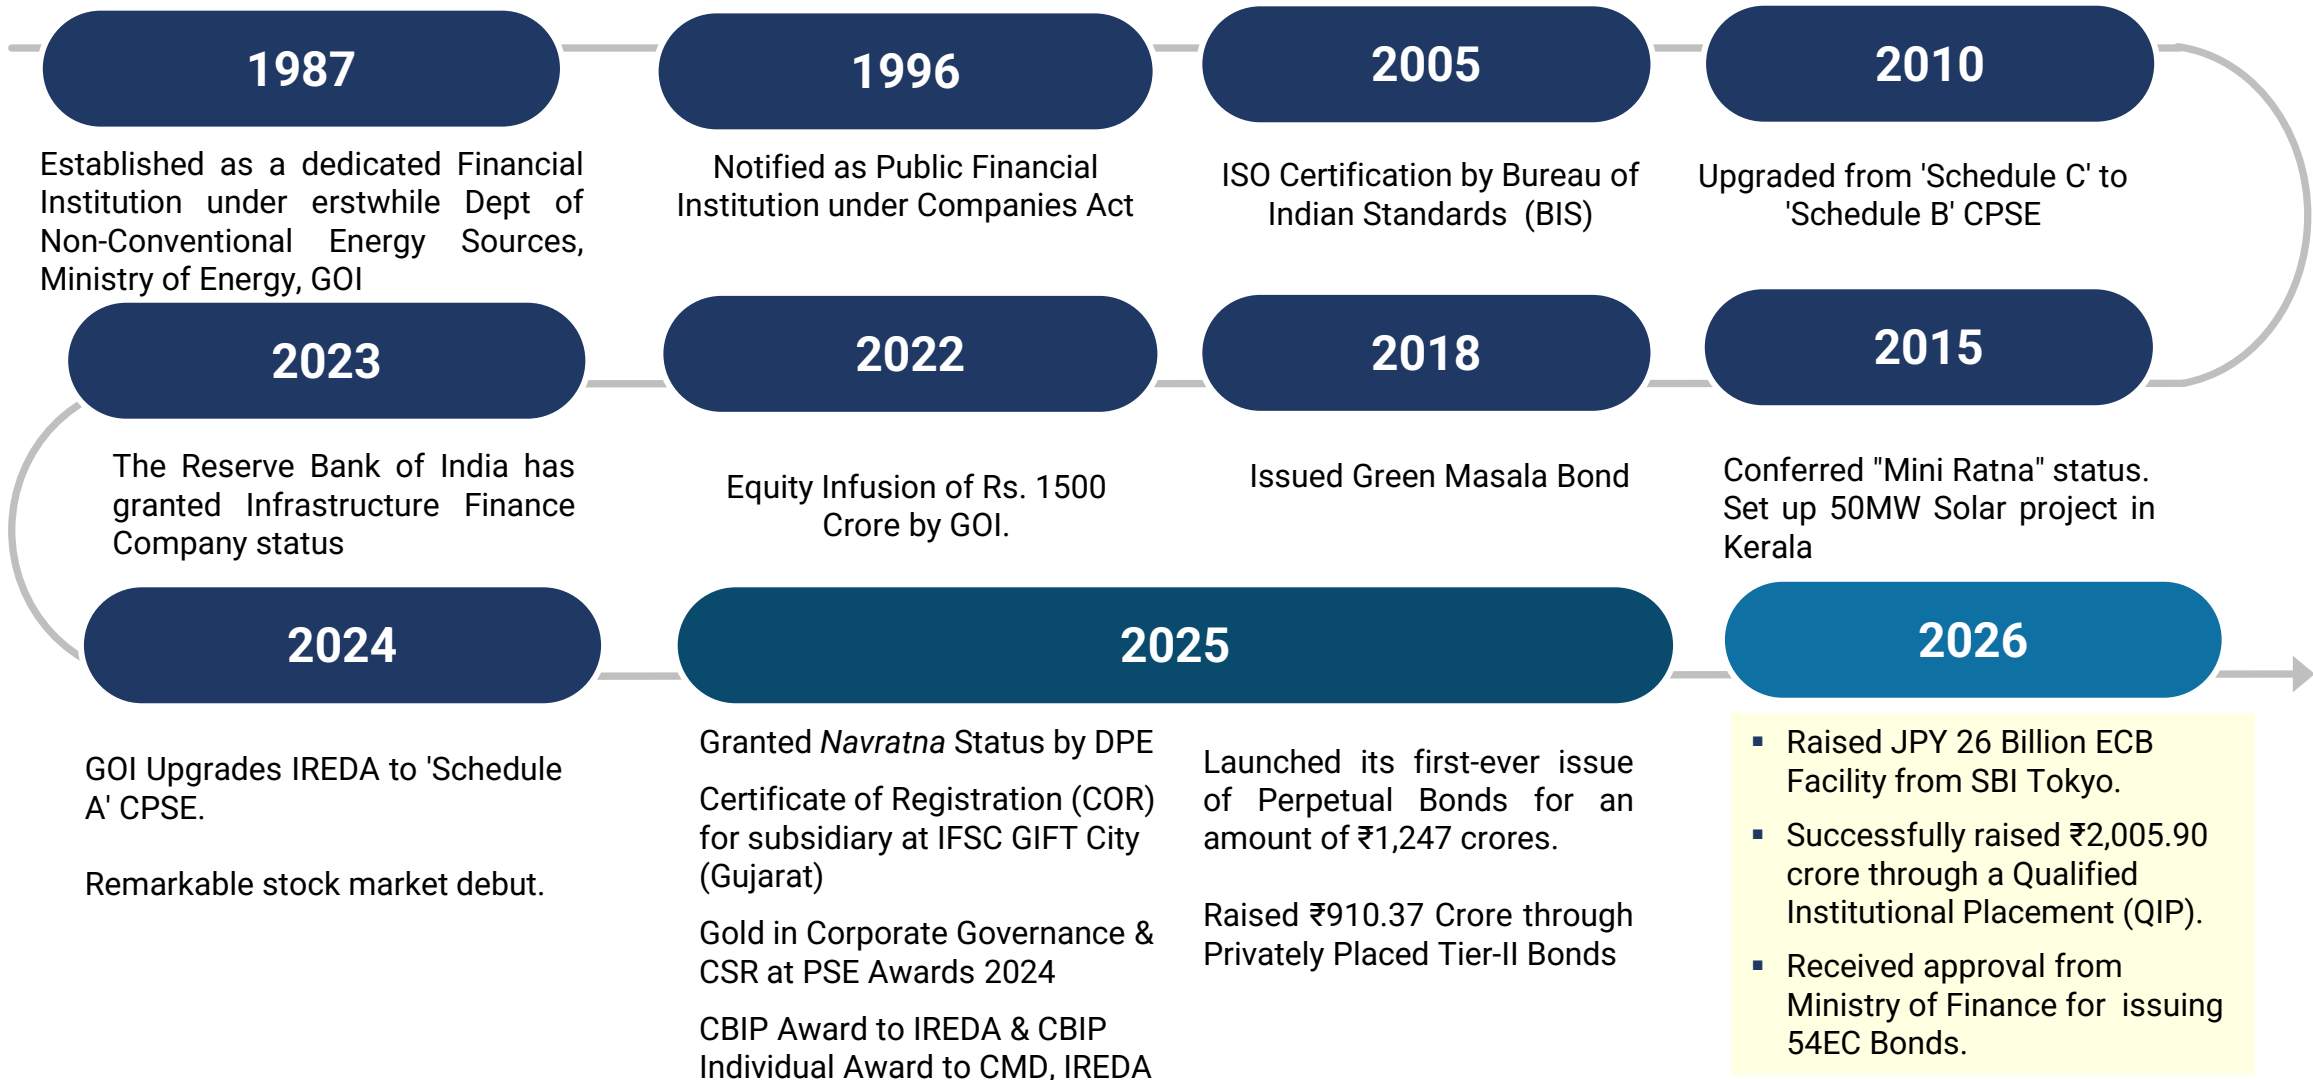 1987
1996
2005
2010
Established as a dedicated Financial
Institution under erstwhile Dept of
Non-Conventional Energy Sources,
Ministry of Energy, GOI
Notified as Public Financial
Institution under Companies Act
ISO Certification by Bureau of
Indian Standards (BIS)
Upgraded from 'Schedule C' to
'Schedule B' CPSE
2023
2022
2018
2015
The Reserve Bank of India has
granted Infrastructure Finance
Company status
Equity Infusion of Rs. 1500
Crore by GOI.
Issued Green Masala Bond
Conferred "Mini Ratna" status.
Set up 50MW Solar project in
Kerala
2024
2025
2026
GOI Upgrades IREDA to 'Schedule
A' CPSE.
Remarkable stock market debut.
Granted Navratna Status by DPE
Certificate of Registration (COR)
for subsidiary at IFSC GIFT City
(Gujarat)
Gold in Corporate Governance &
CSR at PSE Awards 2024
CBIP Award to IREDA & CBIP
Individual Award to CMD, IREDA
Launched its first-ever issue
of Perpetual Bonds for an
amount of ₹1,247 crores.
Raised ₹910.37 Crore through
Privately Placed Tier-II Bonds
▪ Raised JPY 26 Billion ECB
Facility from SBI Tokyo.
▪ Successfully raised ₹2,005.90
crore through a Qualified
Institutional Placement (QIP).
▪ Received approval from
Ministry of Finance for issuing
54EC Bonds.